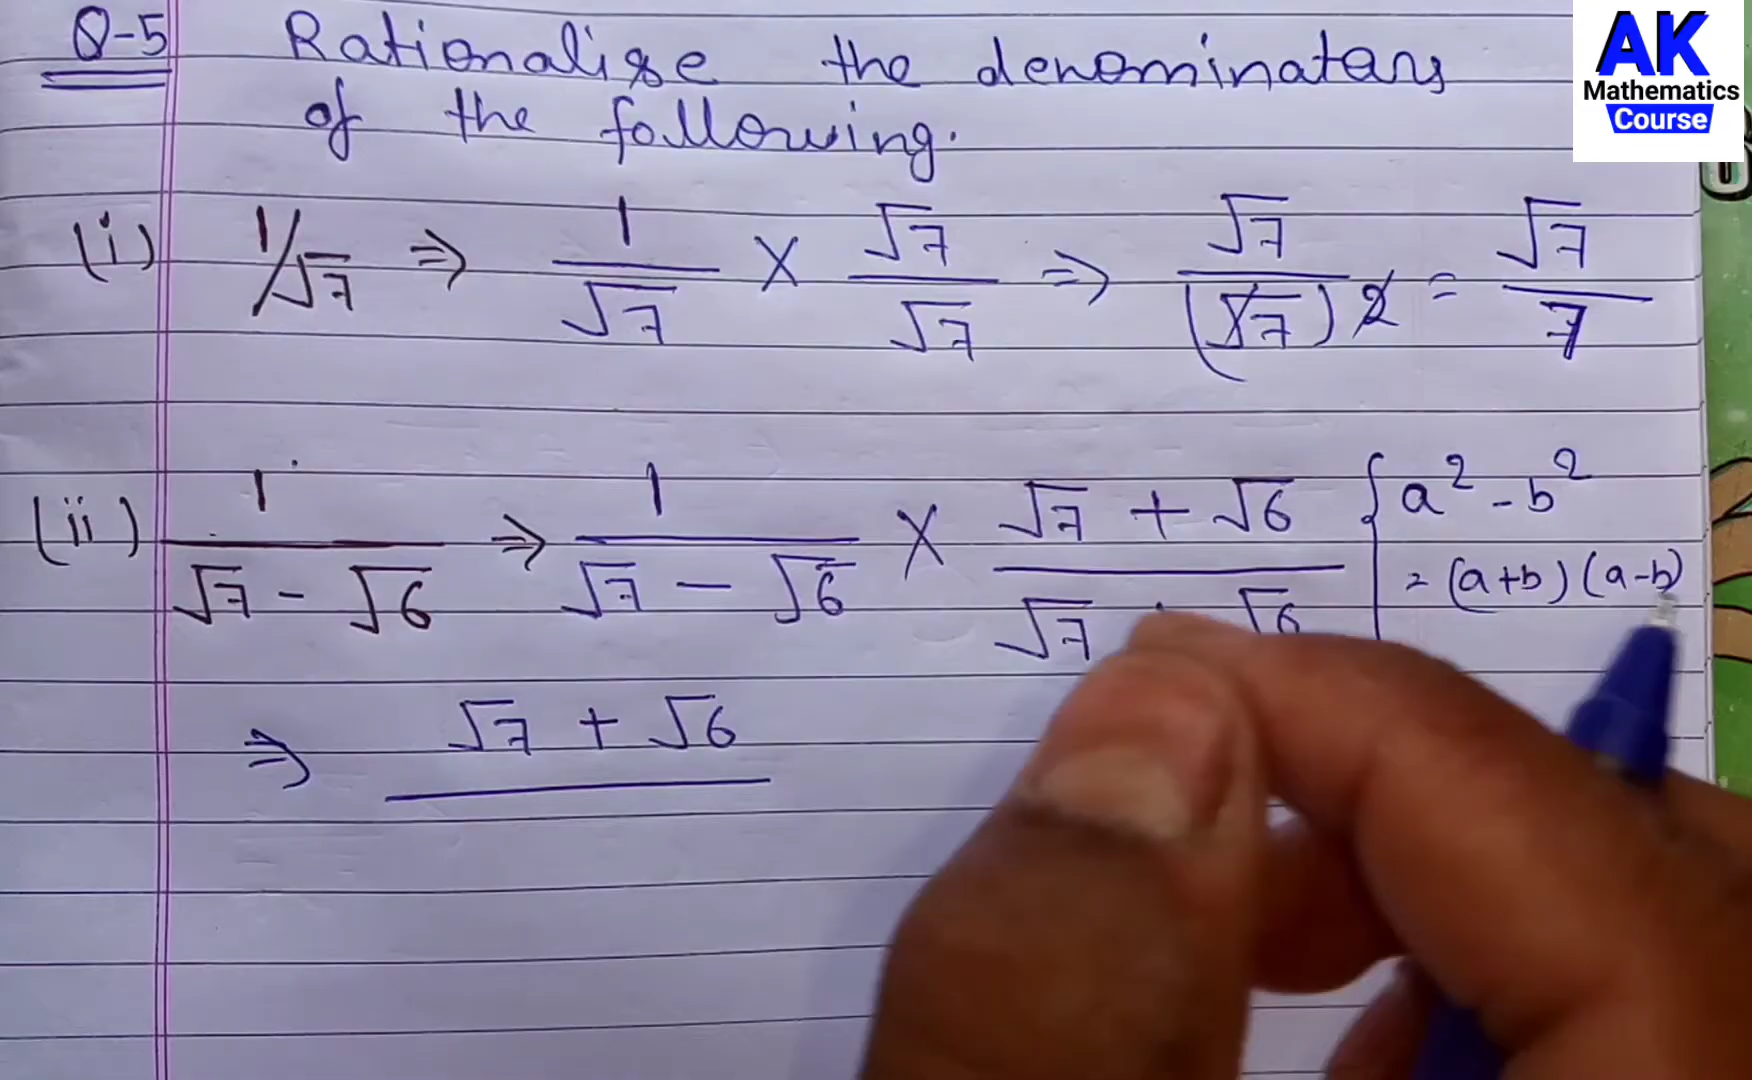 Q-5 Rationalise the denominators
of the following.
AK
Mathematics
Course
(i) 1/√7 ⇒ 1/√7 × √7/√7 ⇒ √7/(√7)2 = √7/7
(ii) 1/(√7 - √6) ⇒ 1/(√7 - √6) × (√7 + √6)/(√7 √6) { a² - b²
= (a+b) (a-b)
⇒ √7 + √6